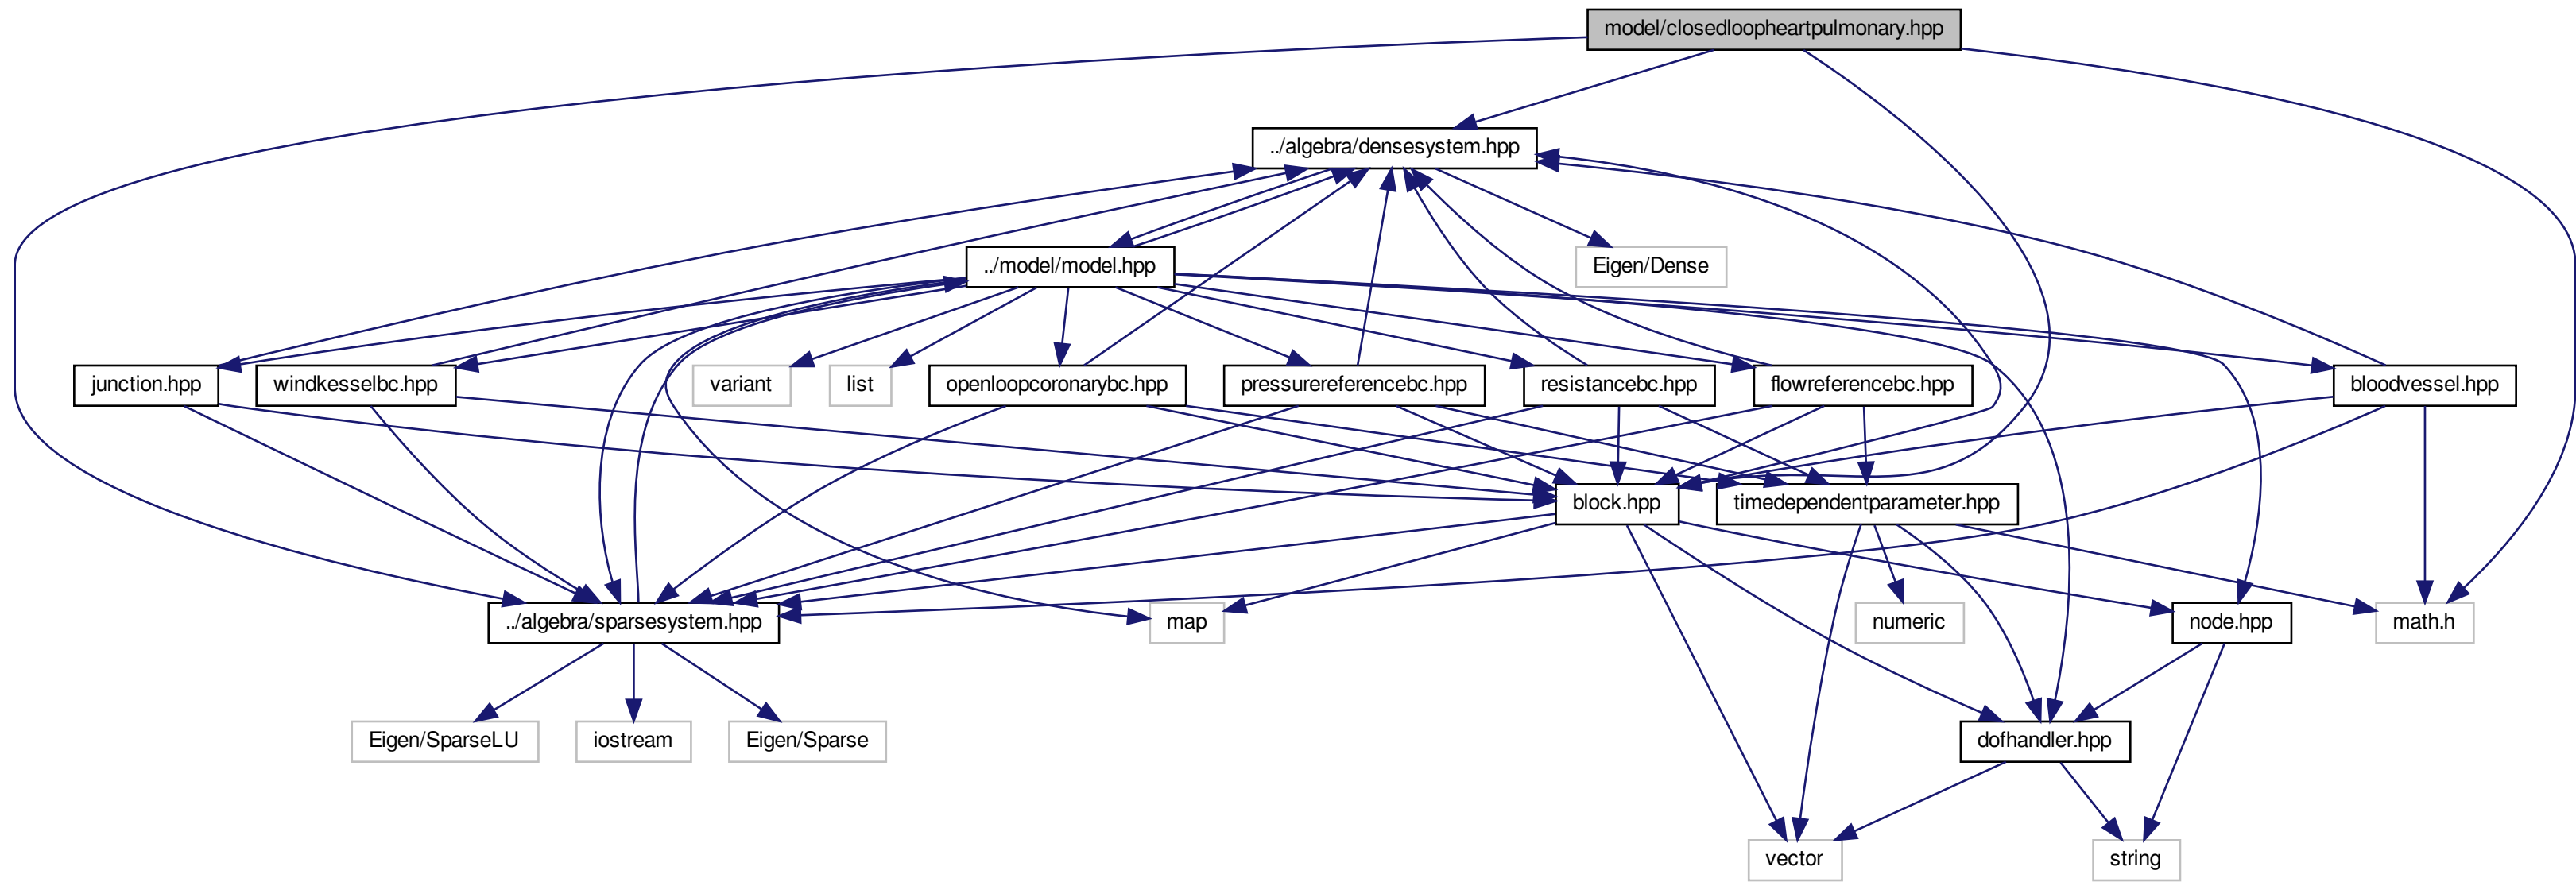 model/closedloopheartpulmonary.hpp
../algebra/densesystem.hpp
../model/model.hpp
Eigen/Dense
junction.hpp
windkesselbc.hpp
variant
list
openloopcoronarybc.hpp
pressurereferencebc.hpp
resistancebc.hpp
flowreferencebc.hpp
bloodvessel.hpp
block.hpp
timedependentparameter.hpp
../algebra/sparsesystem.hpp
map
numeric
node.hpp
math.h
Eigen/SparseLU
iostream
Eigen/Sparse
dofhandler.hpp
vector
string